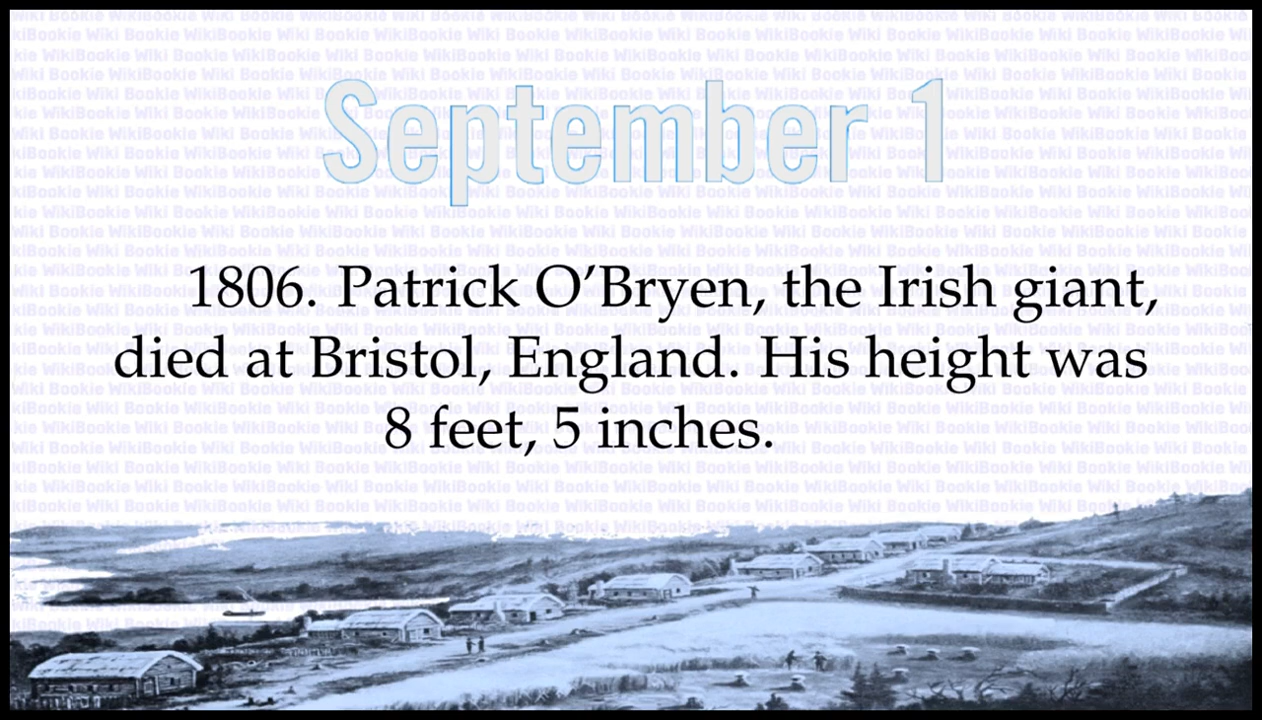 September 1
1806. Patrick O’Bryen, the Irish giant,
died at Bristol, England. His height was
8 feet, 5 inches.